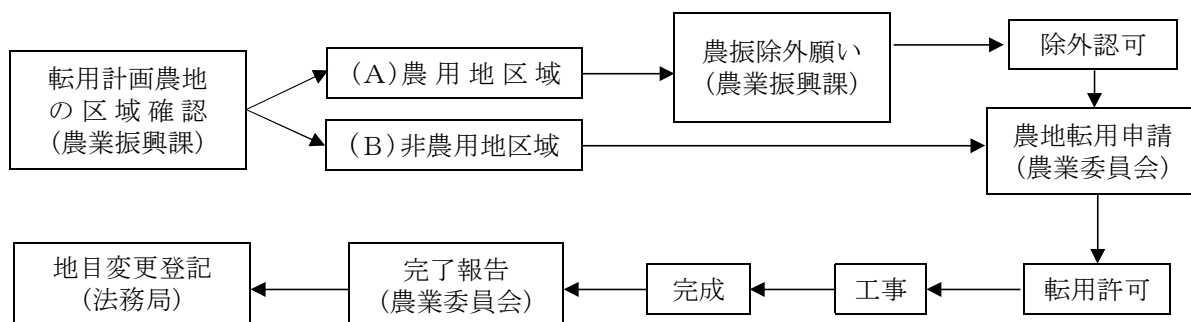 転用計画農地
の区域確認
(農業振興課)
(A)農用地区域
(B)非農用地区域
農振除外願い
(農業振興課)
除外認可
農地転用申請
(農業委員会)
転用許可
工事
完成
完了報告
(農業委員会)
地目変更登記
(法務局)